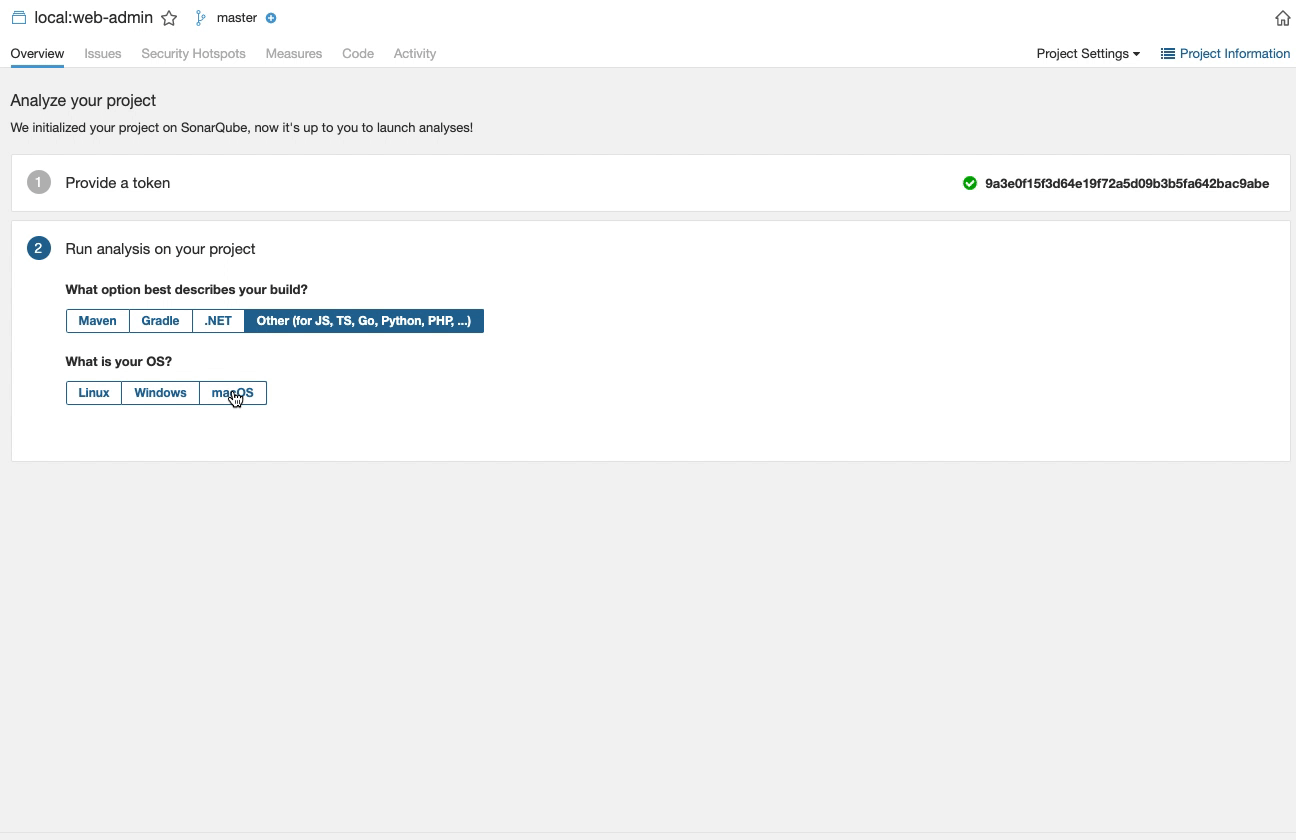 local:web-admin master
Overview Issues Security Hotspots Measures Code Activity Project Settings Project Information
Analyze your project
We initialized your project on SonarQube, now it's up to you to launch analyses!
1 Provide a token 9a3e0f15f3d64e19f72a5d09b3b5fa642bac9abe
2 Run analysis on your project
What option best describes your build?
Maven Gradle .NET Other (for JS, TS, Go, Python, PHP, ...)
What is your OS?
Linux Windows macOS